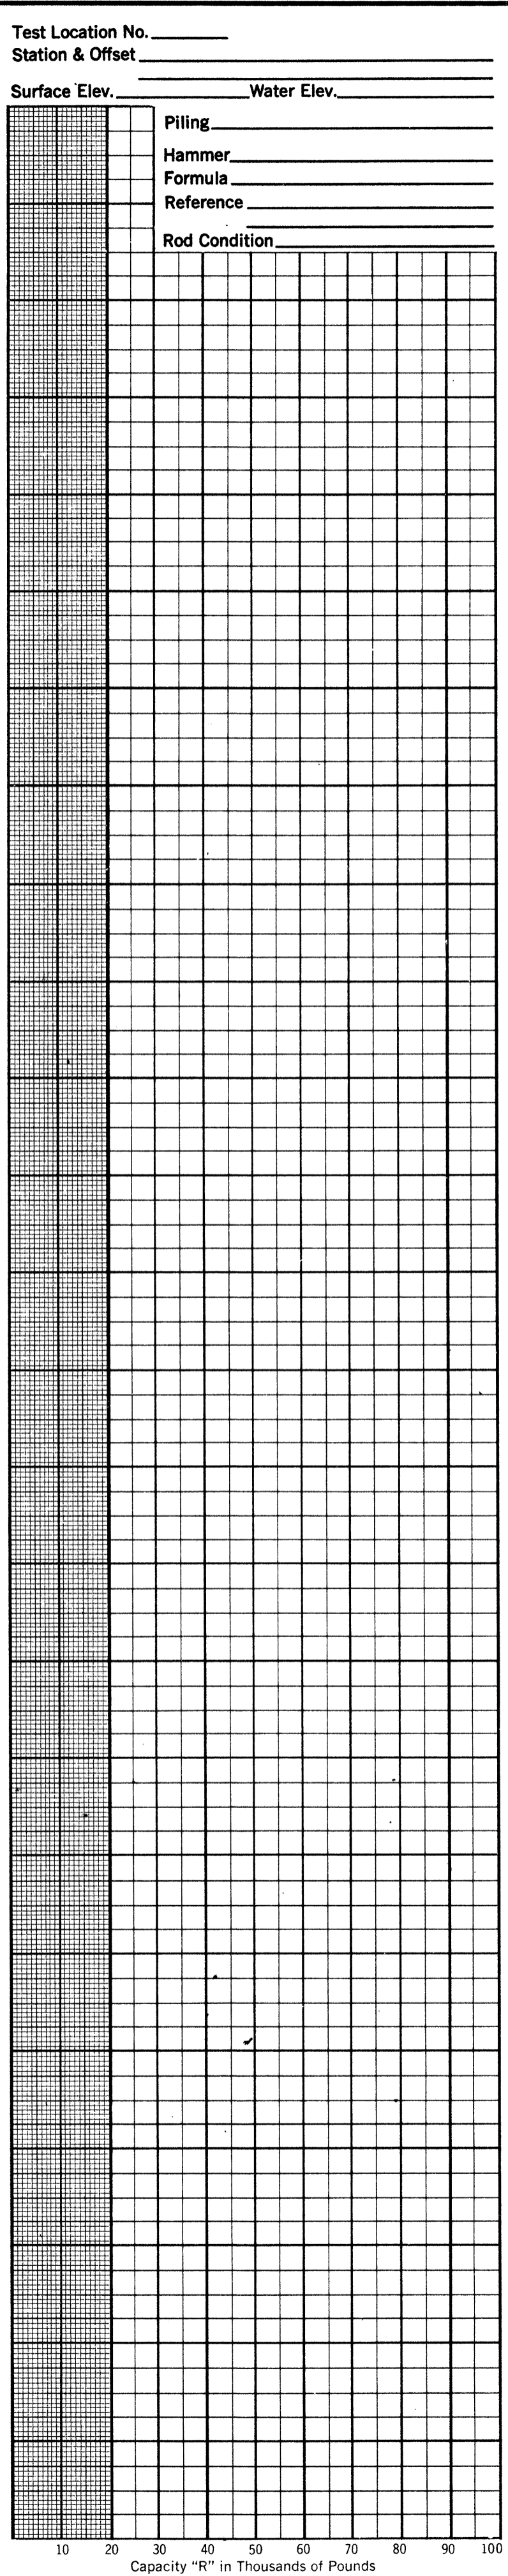 Test Location No.
Station & Offset
Surface Elev. Water Elev.
Piling
Hammer
Formula
Reference
Rod Condition
10 20 30 40 50 60 70 80 90 100
Capacity "R" in Thousands of Pounds